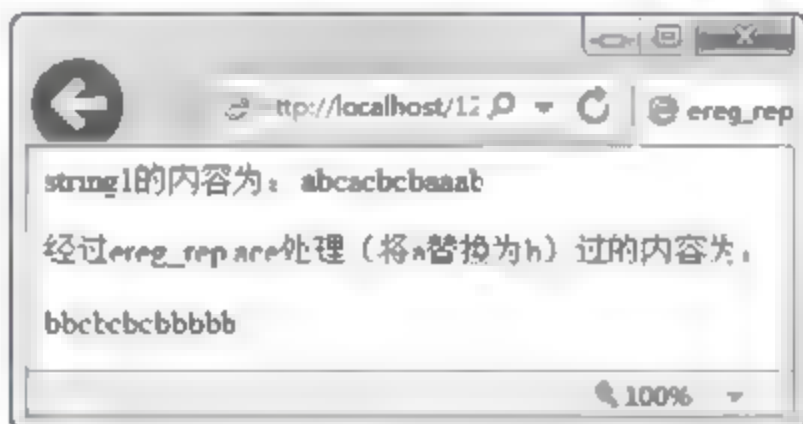 ttp://localhost/12 ereg_rep
string1的内容为：abcacbcbaaab
经过ereg_replace处理（将a替换为b）过的内容为：
bbcbcbcbbbbb
100%